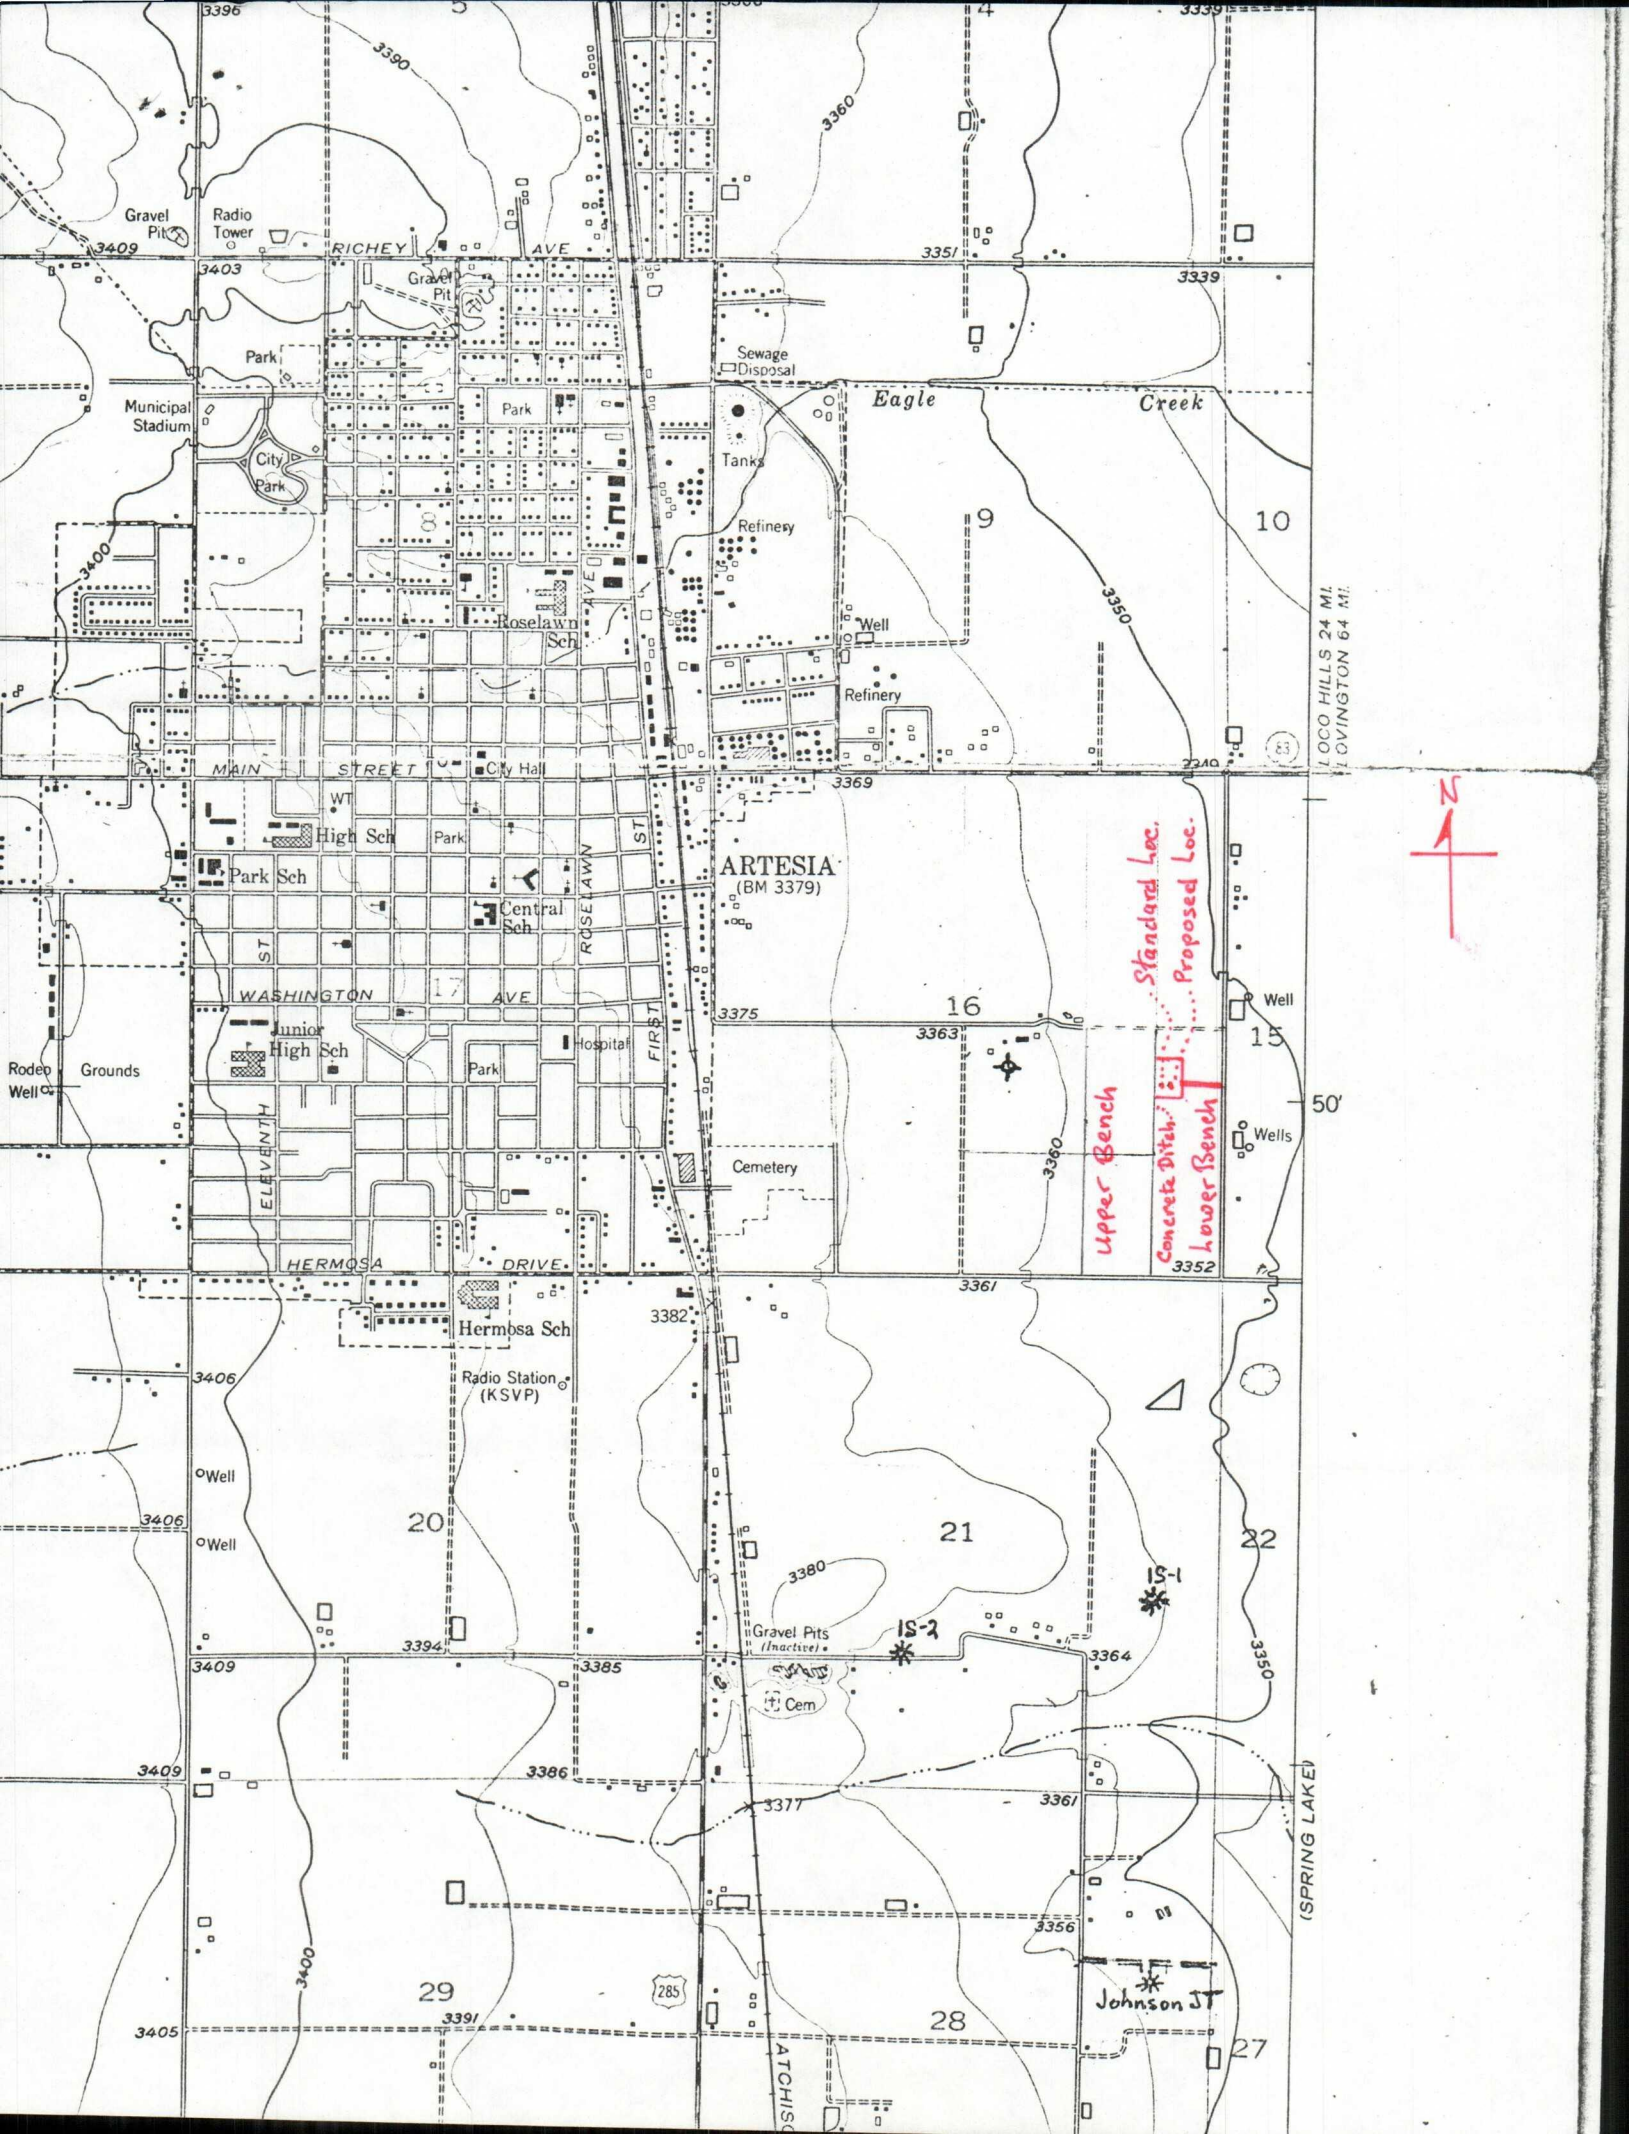 3396
5
4
3339
3390
3360
Gravel
Pit
Radio
Tower
3409
RICHEY AVE
3351
3403
3339
Gravel
Pit
Park
Sewage
Disposal
Municipal
Stadium
Park
Eagle Creek
City
Park
Tanks
8
Refinery
9
10
3400
AVE
3350
Roselawn
Sch
Well
LOCO HILLS 24 MI.
LOVINGTON 64 MI.
Refinery
83
MAIN STREET
City Hall
3349
3369
WT
High Sch
Park
ST
N
Park Sch
ARTESIA
(BM 3379)
Standard Loc.
Proposed Loc.
Central
Sch
ROSELAWN
ST
WASHINGTON AVE
17
16
Well
3375
3363
15
Junior
High Sch
Hospital
FIRST
Rodeo Grounds
Well
Park
50'
Upper Bench
Concrete Ditch
Lower Bench
Wells
ELEVENTH
Cemetery
3360
HERMOSA DRIVE
3352
3361
3382
Hermosa Sch
3406
Radio Station
(KSVP)
Well
3406
20
21
22
Well
3380
IS-1
Gravel Pits
(Inactive)
IS-2
3394
3409
3385
3364
3350
Cem
3409
3386
3377
3361
(SPRING LAKE)
3356
3400
29
285
Johnson JT
3391
3405
28
27
ATCHISO